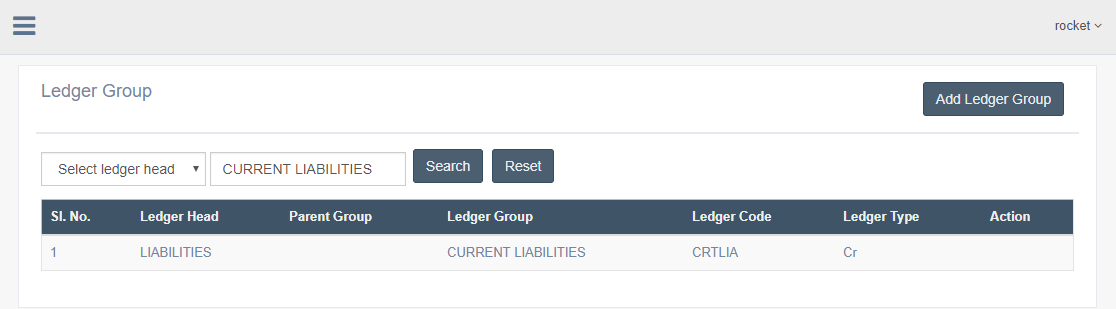 rocket
Ledger Group
Add Ledger Group
Select ledger head CURRENT LIABILITIES Search Reset
Sl. No. Ledger Head Parent Group Ledger Group Ledger Code Ledger Type Action
1 LIABILITIES CURRENT LIABILITIES CRTLIA Cr